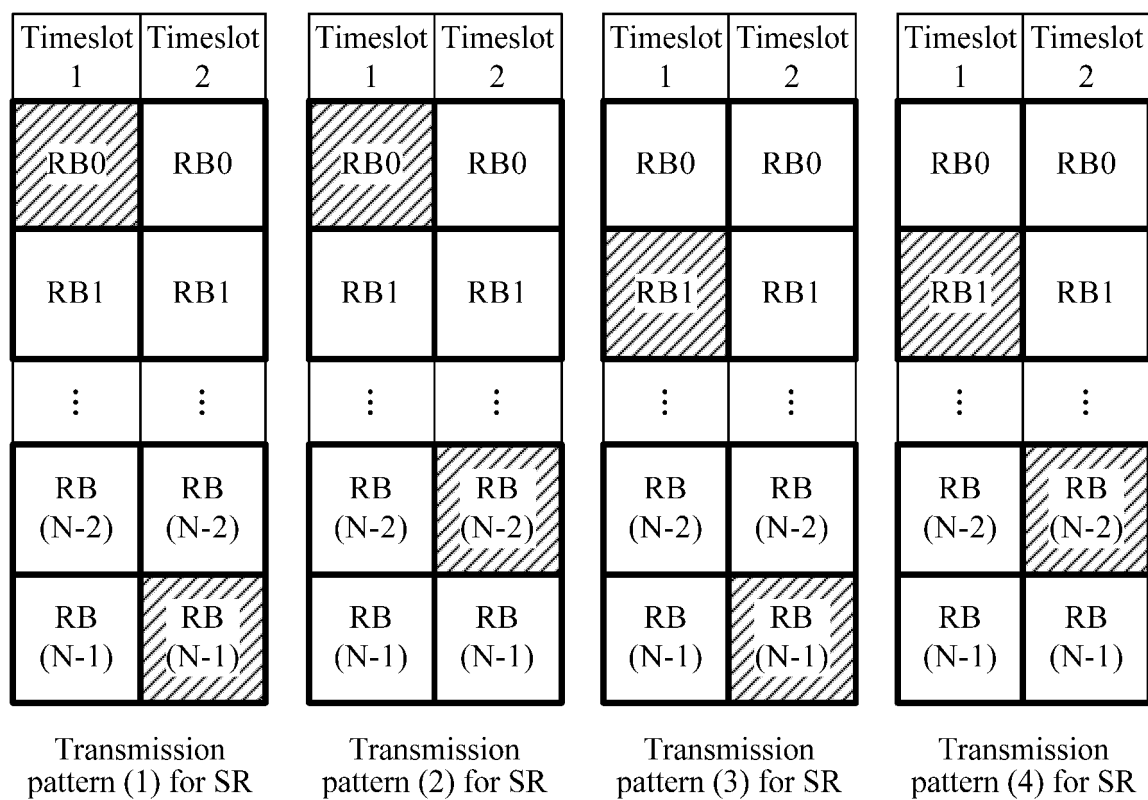 Timeslot Timeslot Timeslot Timeslot Timeslot Timeslot Timeslot Timeslot
1 2 1 2 1 2 1 2
RB0 RB0 RB0 RB0 RB0 RB0 RB0 RB0
RB1 RB1 RB1 RB1 RB1 RB1 RB1 RB1
⋮ ⋮ ⋮ ⋮ ⋮ ⋮ ⋮ ⋮
RB RB RB RB RB RB RB RB
(N-2) (N-2) (N-2) (N-2) (N-2) (N-2) (N-2) (N-2)
RB RB RB RB RB RB RB RB
(N-1) (N-1) (N-1) (N-1) (N-1) (N-1) (N-1) (N-1)
Transmission Transmission Transmission Transmission
pattern (1) for SR pattern (2) for SR pattern (3) for SR pattern (4) for SR